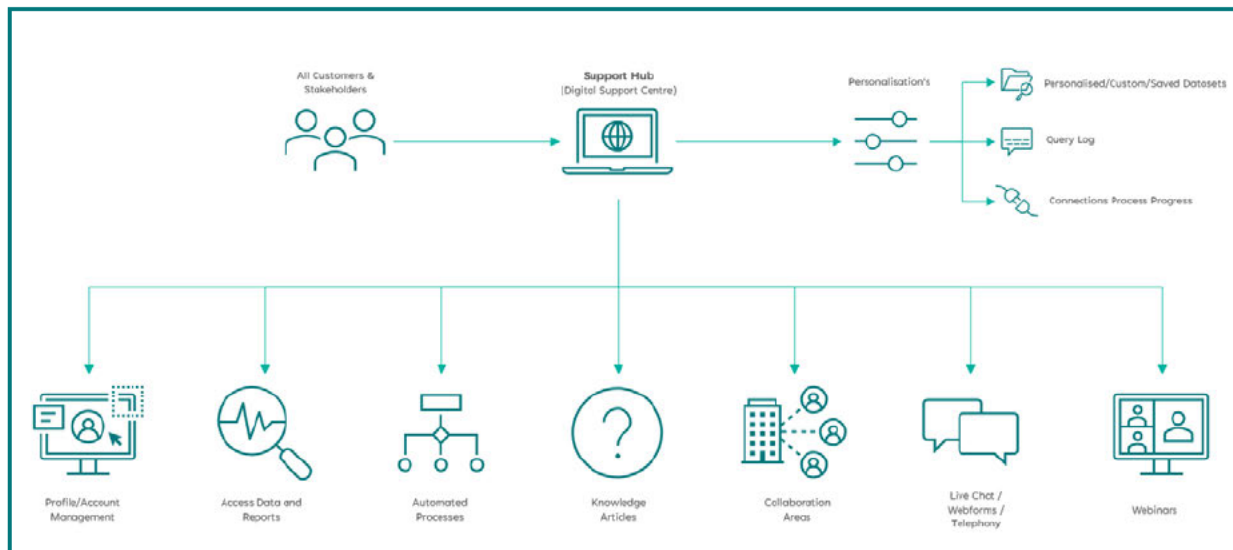 All Customers &
Stakeholders
Support Hub
(Digital Support Centre)
Personalisation's
Personalised/Custom/Saved Datasets
Query Log
Connections Process Progress
Profile/Account
Management
Access Data and
Reports
Automated
Processes
Knowledge
Articles
Collaboration
Areas
Live Chat /
Webforms /
Telephony
Webinars